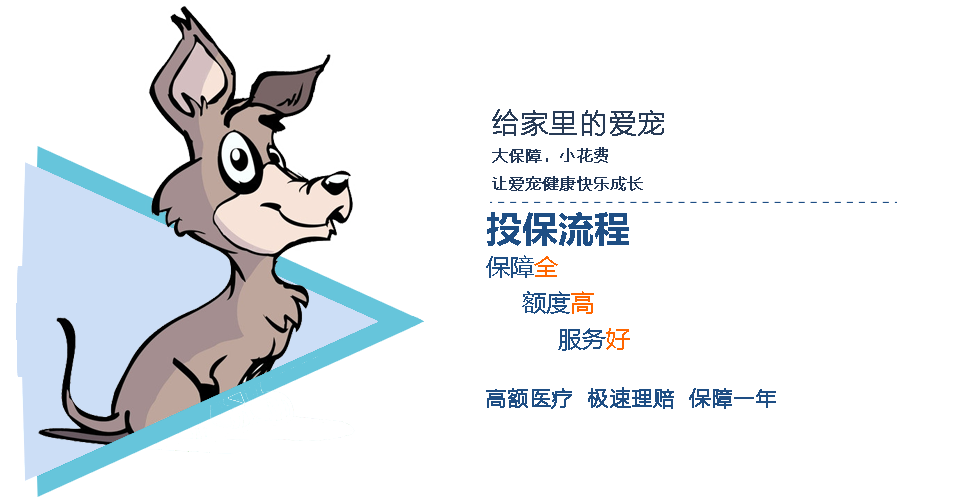 给家里的爱宠
大保障，小花费
让爱宠健康快乐成长
投保流程
保障全
额度高
服务好
高额医疗 极速理赔 保障一年